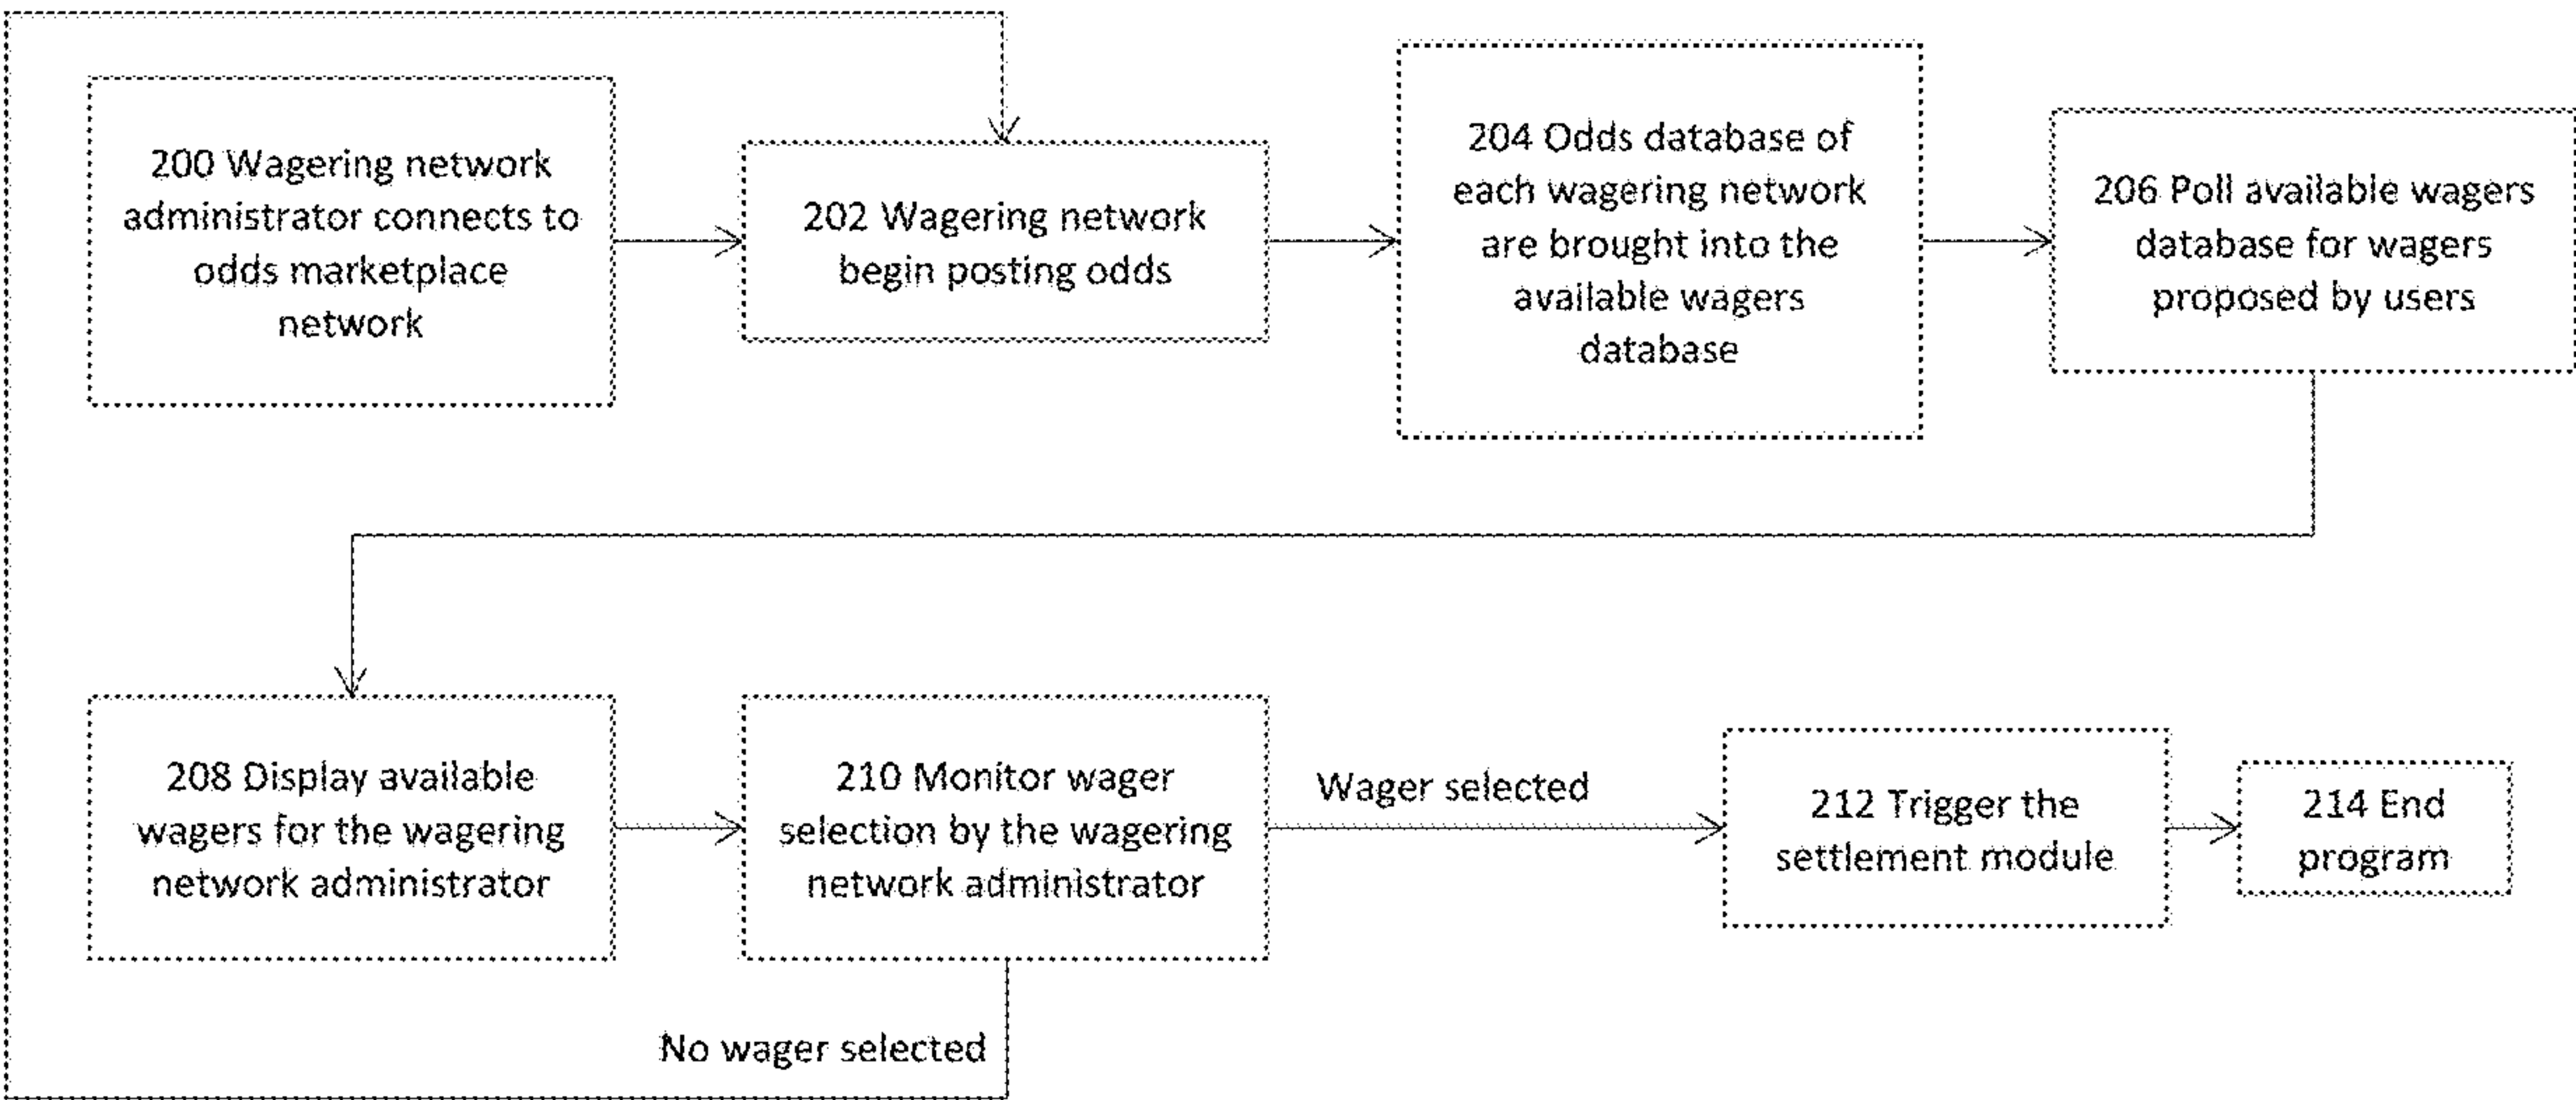 200 Wagering network
administrator connects to
odds marketplace
network
202 Wagering network
begin posting odds
204 Odds database of
each wagering network
are brought into the
available wagers
database
206 Poll available wagers
database for wagers
proposed by users
208 Display available
wagers for the wagering
network administrator
210 Monitor wager
selection by the wagering
network administrator
Wager selected
212 Trigger the
settlement module
214 End
program
No wager selected